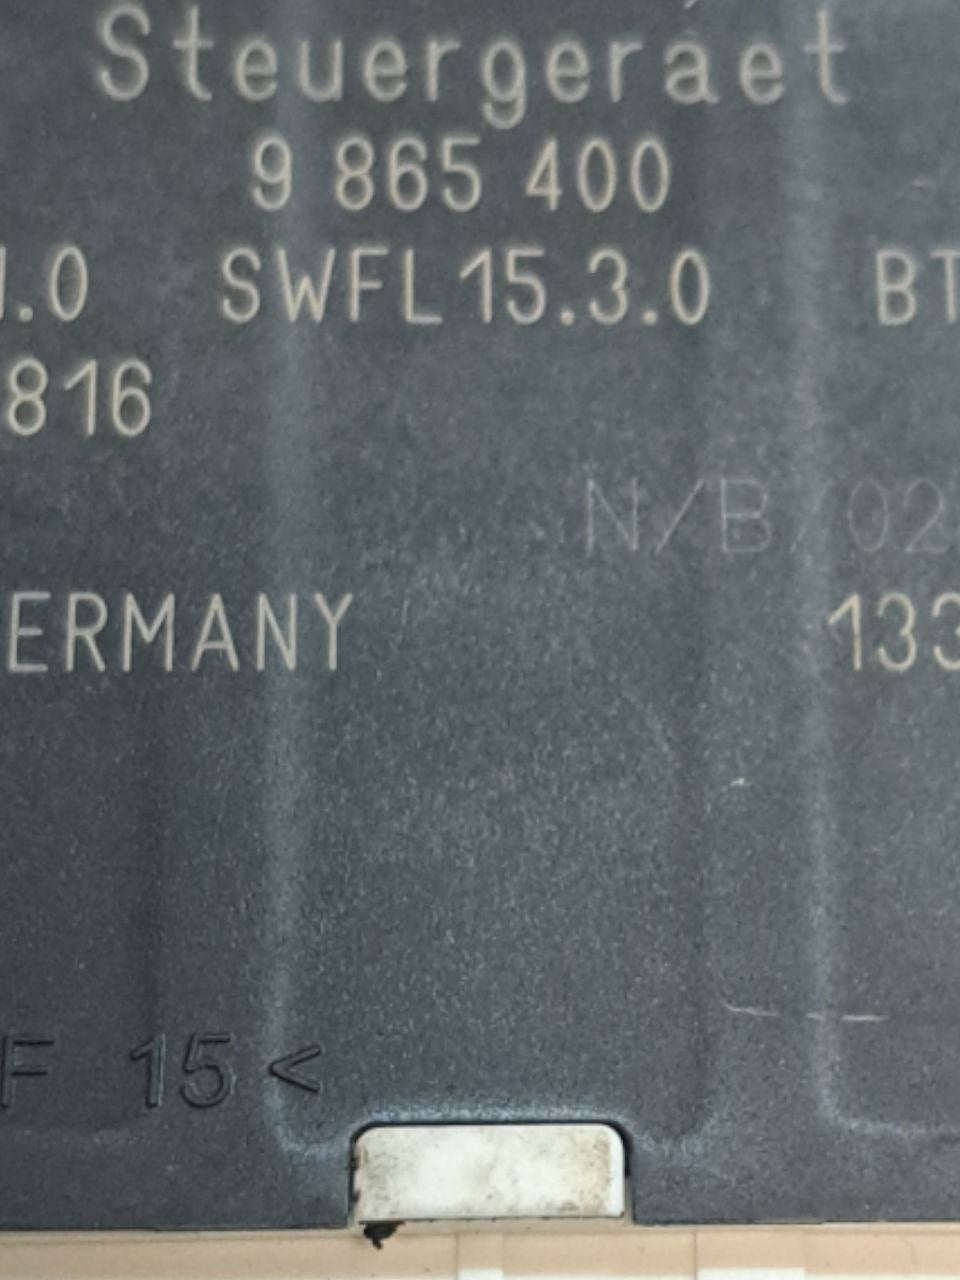 Steuergeraet
9 865 400
.0 SWFL15.3.0 BT
816
N/B/02
ERMANY 133
F 15 <